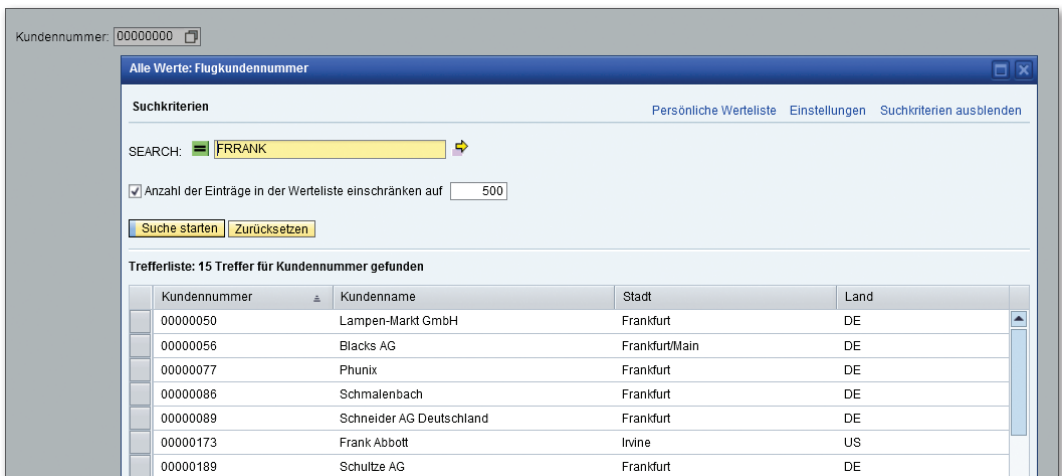 Kundennummer: 00000000
Alle Werte: Flugkundennummer
Suchkriterien Persönliche Werteliste Einstellungen Suchkriterien ausblenden
SEARCH: FRRANK
Anzahl der Einträge in der Werteliste einschränken auf 500
Suche starten Zurücksetzen
Trefferliste: 15 Treffer für Kundennummer gefunden
Kundennummer Kundenname Stadt Land
00000050 Lampen-Markt GmbH Frankfurt DE
00000056 Blacks AG Frankfurt/Main DE
00000077 Phunix Frankfurt DE
00000086 Schmalenbach Frankfurt DE
00000089 Schneider AG Deutschland Frankfurt DE
00000173 Frank Abbott Irvine US
00000189 Schultze AG Frankfurt DE